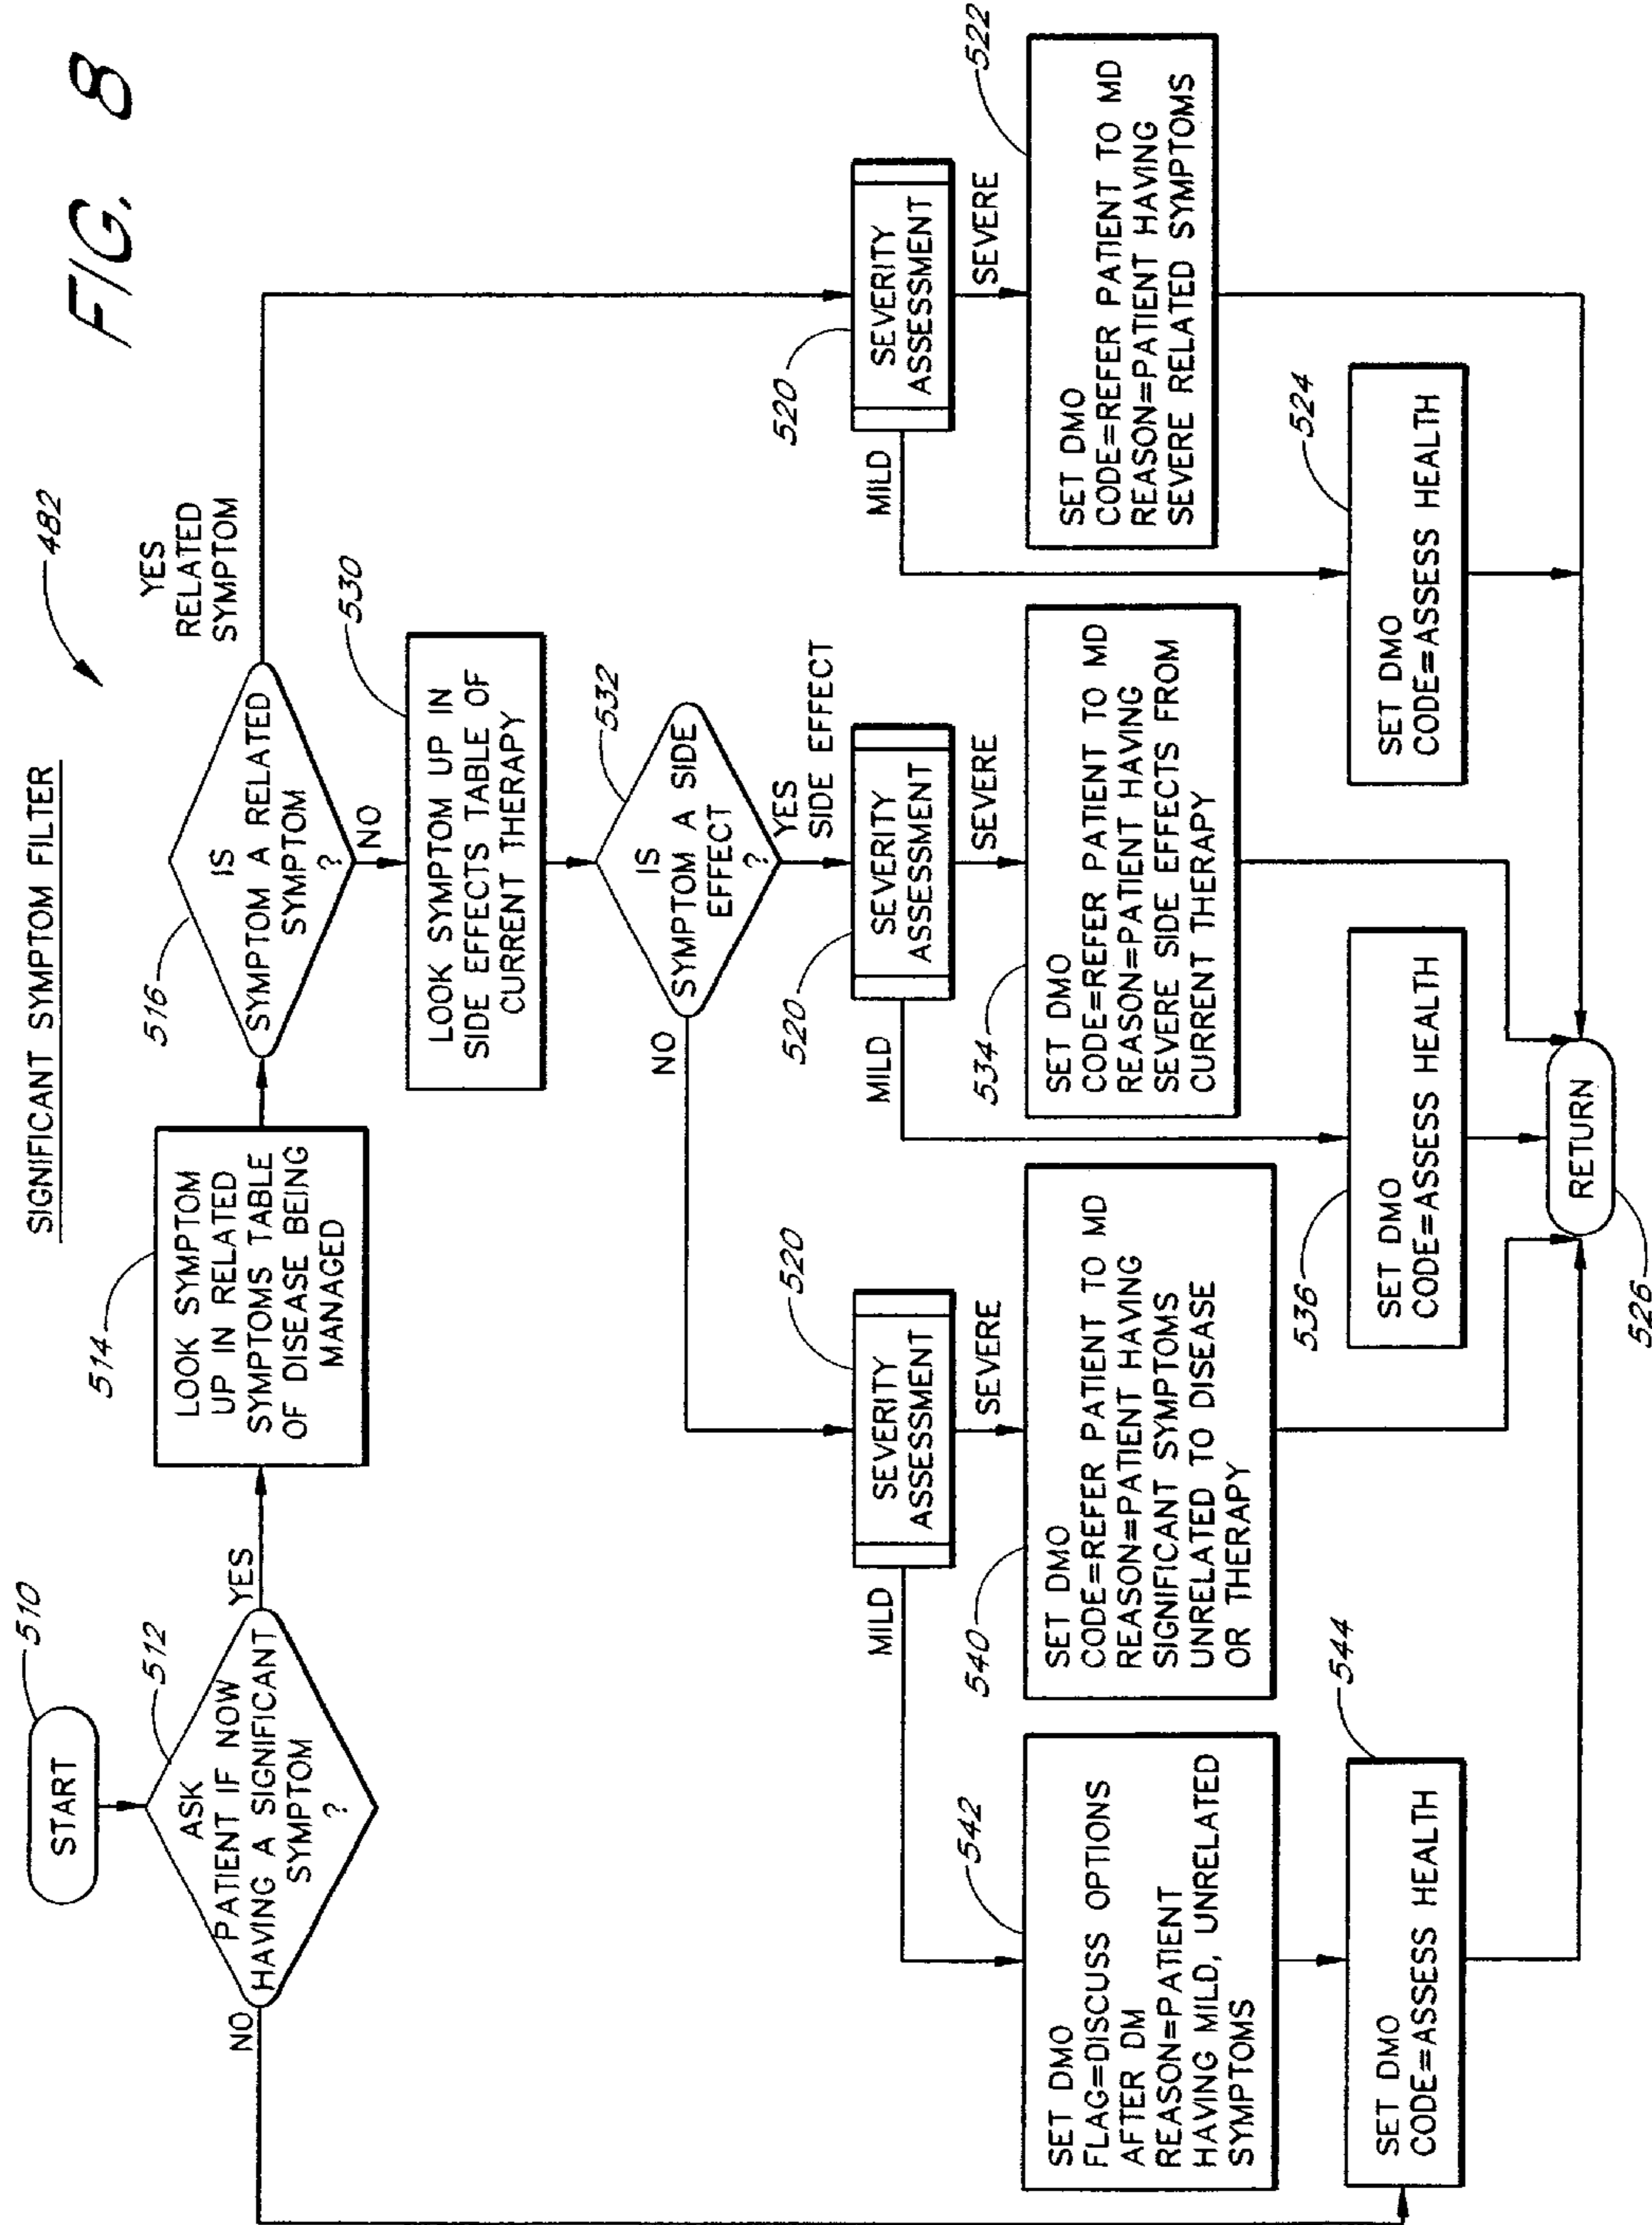 SIGNIFICANT SYMPTOM FILTER
FIG. 8
482
START
510
ASK
PATIENT IF NOW
HAVING A SIGNIFICANT
SYMPTOM
?
512
NO
YES
LOOK SYMPTOM
UP IN RELATED
SYMPTOMS TABLE
OF DISEASE BEING
MANAGED
514
IS
SYMPTOM A RELATED
SYMPTOM
?
516
YES
RELATED
SYMPTOM
NO
LOOK SYMPTOM UP IN
SIDE EFFECTS TABLE OF
CURRENT THERAPY
530
IS
SYMPTOM A SIDE
EFFECT
?
532
NO
YES
SIDE EFFECT
SEVERITY
ASSESSMENT
520
MILD
SEVERE
SEVERITY
ASSESSMENT
520
MILD
SEVERE
SEVERITY
ASSESSMENT
520
MILD
SEVERE
SET DMO
FLAG=DISCUSS OPTIONS
AFTER DM
REASON=PATIENT
HAVING MILD, UNRELATED
SYMPTOMS
542
SET DMO
CODE=REFER PATIENT TO MD
REASON=PATIENT HAVING
SIGNIFICANT SYMPTOMS
UNRELATED TO DISEASE
OR THERAPY
540
SET DMO
CODE=REFER PATIENT TO MD
REASON=PATIENT HAVING
SEVERE SIDE EFFECTS FROM
CURRENT THERAPY
534
SET DMO
CODE=REFER PATIENT TO MD
REASON=PATIENT HAVING
SEVERE RELATED SYMPTOMS
522
SET DMO
CODE=ASSESS HEALTH
544
SET DMO
CODE=ASSESS HEALTH
536
SET DMO
CODE=ASSESS HEALTH
524
RETURN
526